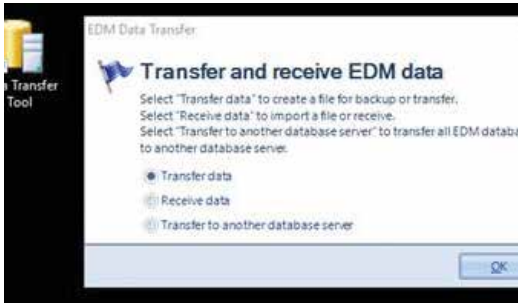 EDM Data Transfer
Transfer
Tool
Transfer and receive EDM data
Select "Transfer data" to create a file for backup or transfer.
Select "Receive data" to import a file or receive.
Select "Transfer to another database server" to transfer all EDM
to another database server.
Transfer data
Receive data
Transfer to another database server
OK